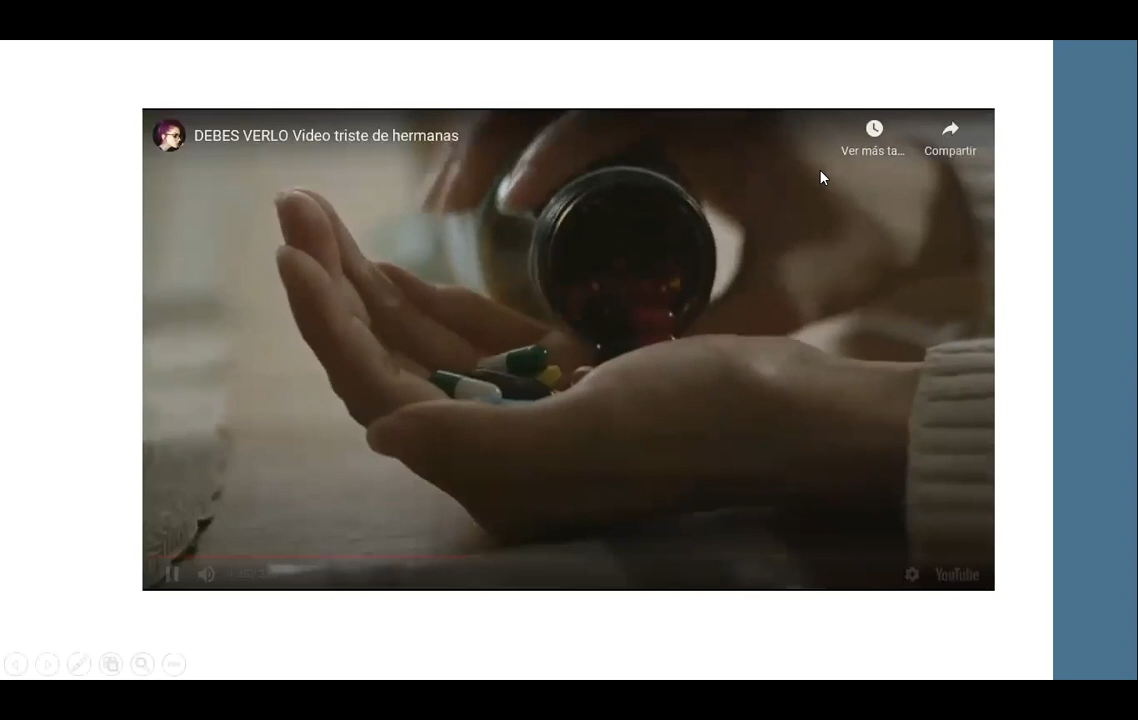 DEBES VERLO Video triste de hermanas
Ver más ta...
Compartir
YouTube